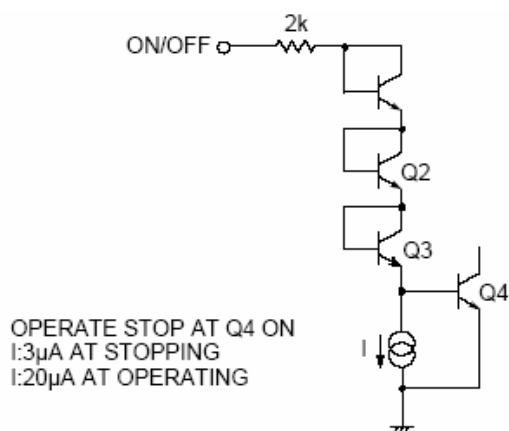 2k
ON/OFF
Q2
Q3
Q4
I
OPERATE STOP AT Q4 ON
I:3µA AT STOPPING
I:20µA AT OPERATING